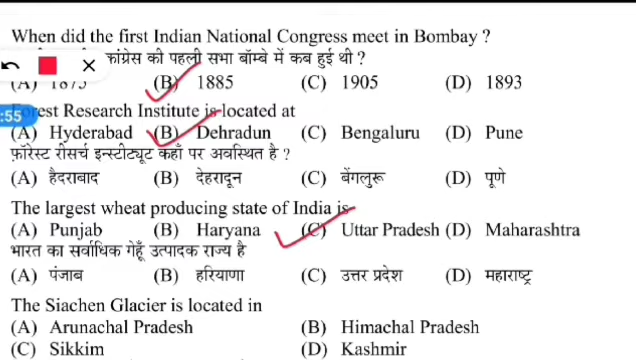 When did the first Indian National Congress meet in Bombay ?
कांग्रेस की पहली सभा बॉम्बे में कब हुई थी ?
(B) 1885 (C) 1905 (D) 1893
:55 Forest Research Institute is located at
(A) Hyderabad (B) Dehradun (C) Bengaluru (D) Pune
फ़ॉरेस्ट रीसर्च इन्स्टीट्यूट कहाँ पर अवस्थित है ?
(A) हैदराबाद (B) देहरादून (C) बेंगलुरू (D) पूणे
The largest wheat producing state of India is
(A) Punjab (B) Haryana (C) Uttar Pradesh (D) Maharashtra
भारत का सर्वाधिक गेहूँ उत्पादक राज्य है
(A) पंजाब (B) हरियाणा (C) उत्तर प्रदेश (D) महाराष्ट्र
The Siachen Glacier is located in
(A) Arunachal Pradesh (B) Himachal Pradesh
(C) Sikkim (D) Kashmir